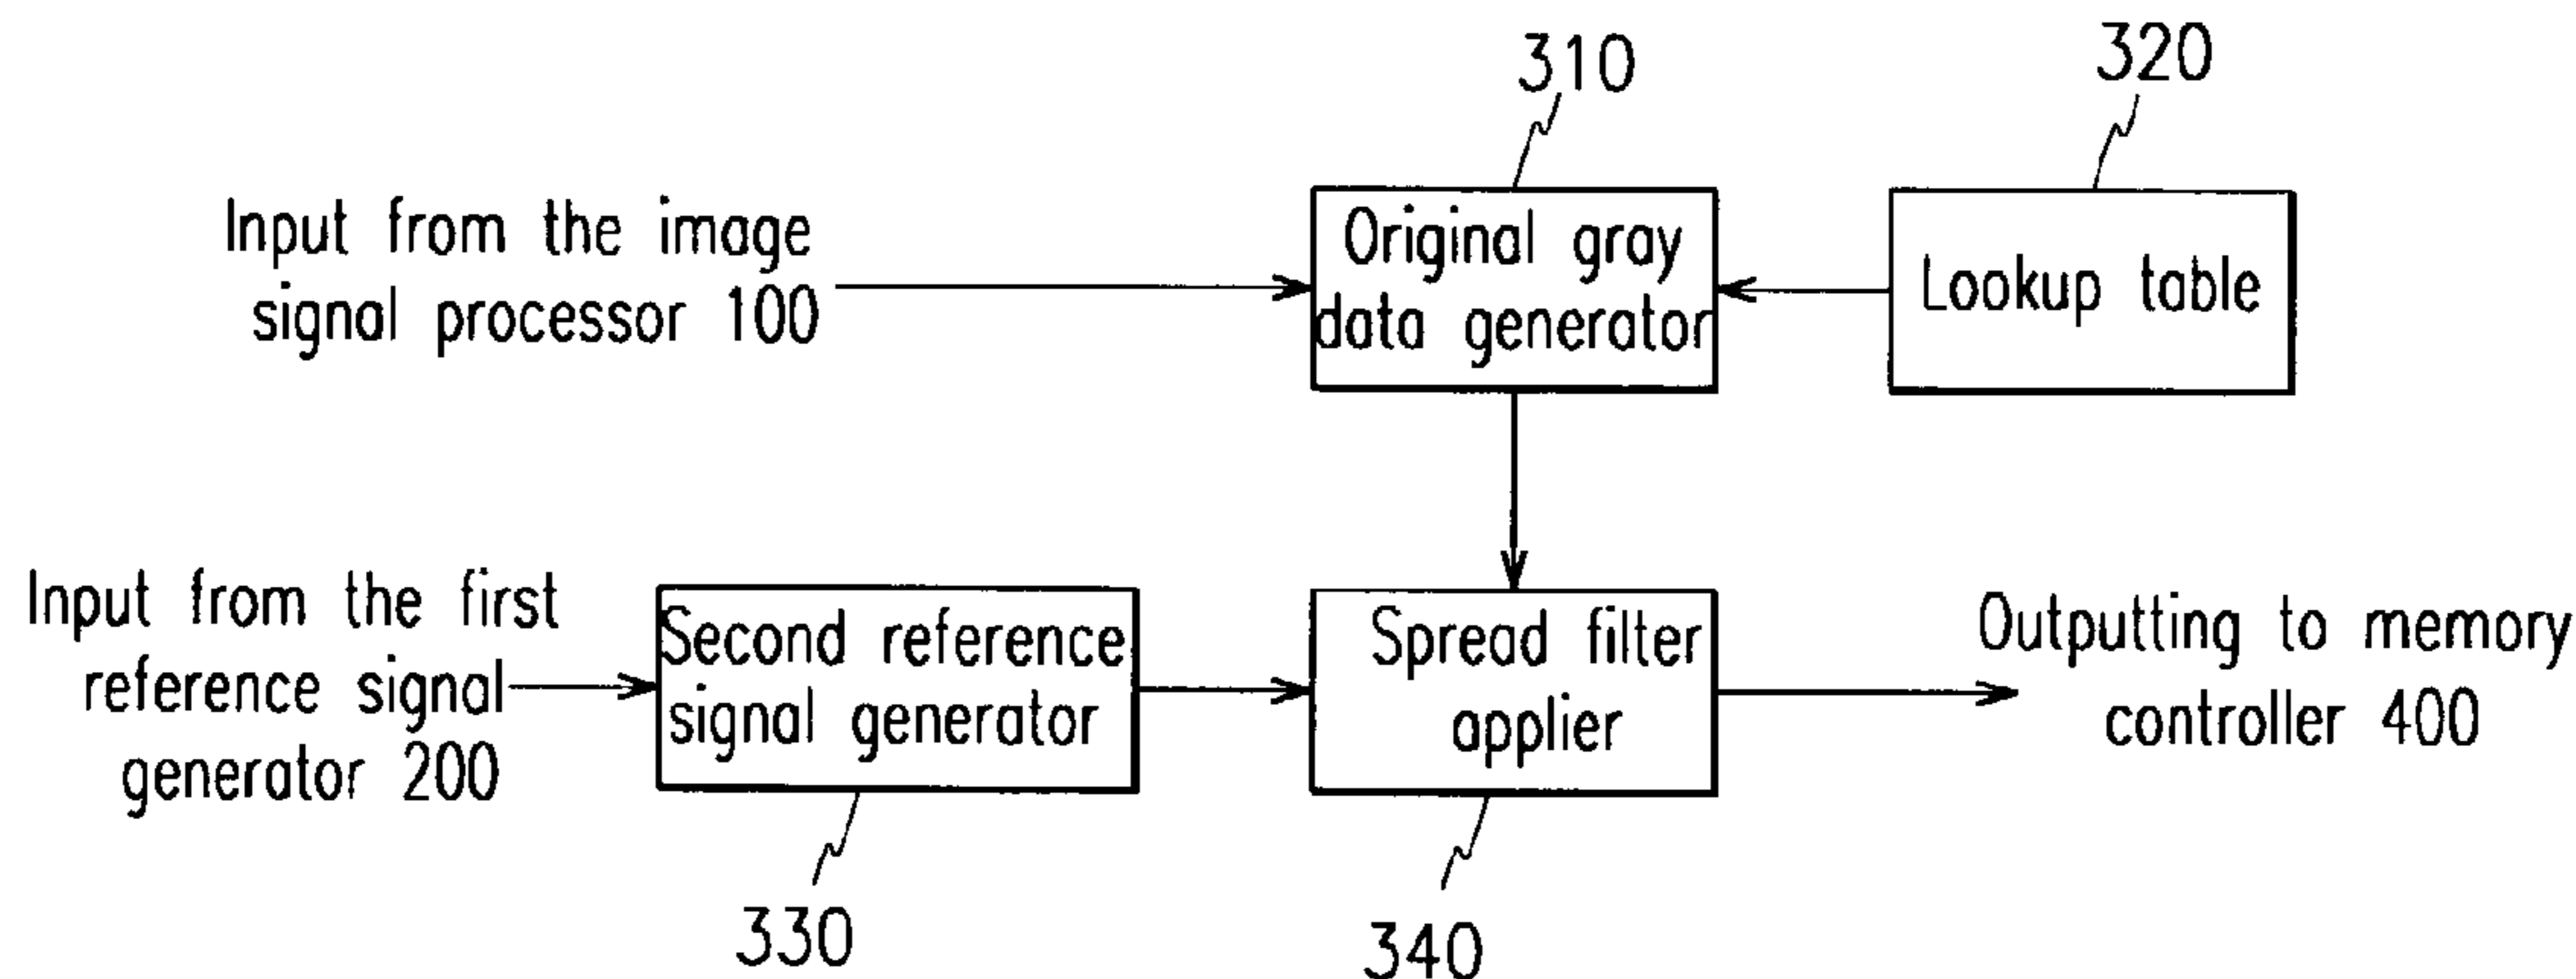 310
320
Input from the image
signal processor 100
Original gray
data generator
Lookup table
Input from the first
reference signal
generator 200
Second reference
signal generator
Spread filter
applier
Outputting to memory
controller 400
330
340